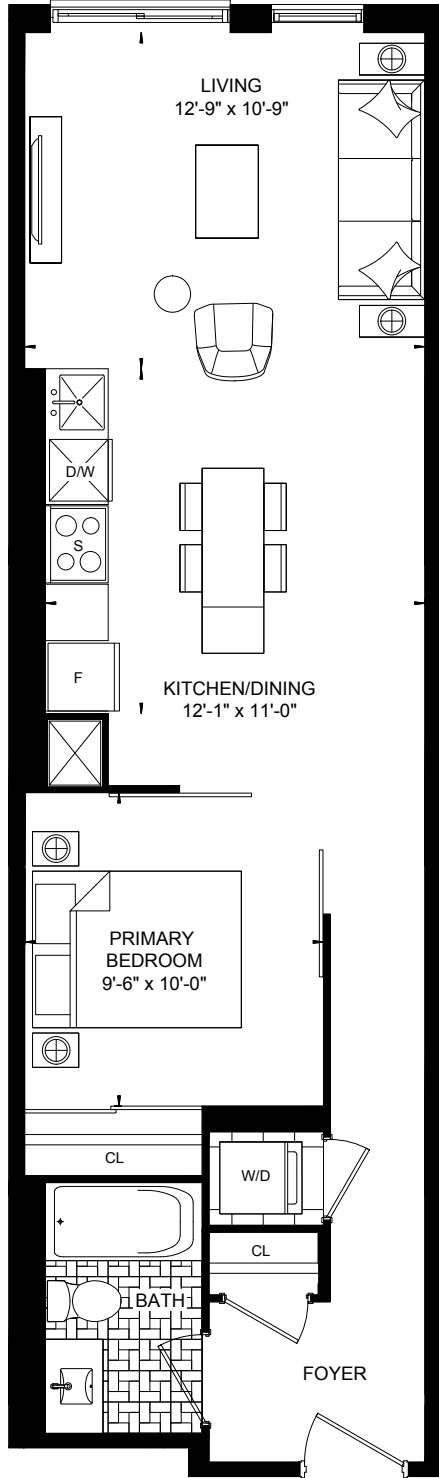 LIVING
12'-9" x 10'-9"
D/W
S
F
KITCHEN/DINING
12'-1" x 11'-0"
PRIMARY
BEDROOM
9'-6" x 10'-0"
CL
W/D
CL
BATH
FOYER